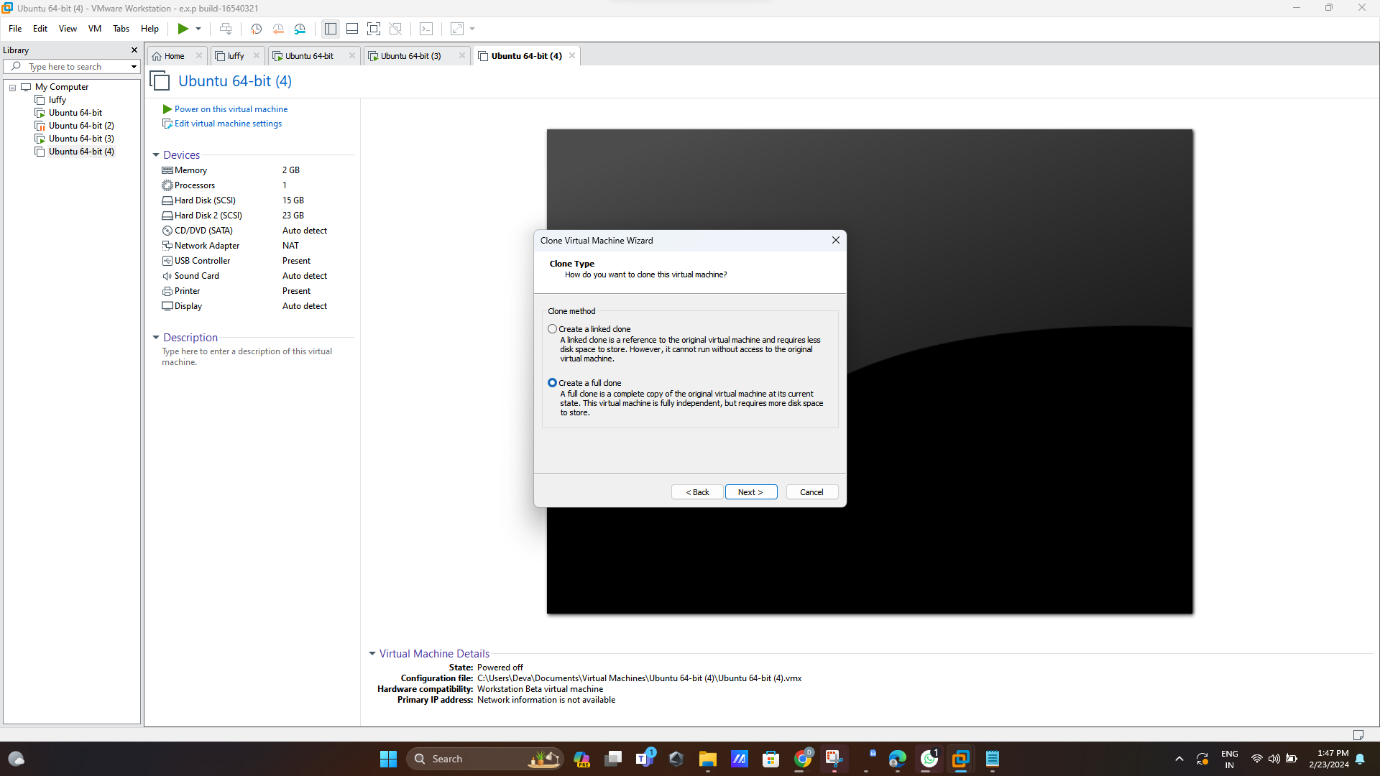 Ubuntu 64-bit (4) - VMware Workstation - e.x.p build-16540321
File Edit View VM Tabs Help
Library
Type here to search
My Computer
luffy
Ubuntu 64-bit
Ubuntu 64-bit (2)
Ubuntu 64-bit (3)
Ubuntu 64-bit (4)
Home luffy Ubuntu 64-bit Ubuntu 64-bit (3) Ubuntu 64-bit (4)
Ubuntu 64-bit (4)
Power on this virtual machine
Edit virtual machine settings
Devices
Memory 2 GB
Processors 1
Hard Disk (SCSI) 15 GB
Hard Disk 2 (SCSI) 23 GB
CD/DVD (SATA) Auto detect
Network Adapter NAT
USB Controller Present
Sound Card Auto detect
Printer Present
Display Auto detect
Description
Type here to enter a description of this virtual
machine.
Clone Virtual Machine Wizard
Clone Type
How do you want to clone this virtual machine?
Clone method
Create a linked clone
A linked clone is a reference to the original virtual machine and requires less
disk space to store. However, it cannot run without access to the original
virtual machine.
Create a full clone
A full clone is a complete copy of the original virtual machine at its current
state. This virtual machine is fully independent, but requires more disk space
to store.
< Back Next > Cancel
Virtual Machine Details
State: Powered off
Configuration file: C:\Users\Deva\Documents\Virtual Machines\Ubuntu 64-bit (4)\Ubuntu 64-bit (4).vmx
Hardware compatibility: Workstation Beta virtual machine
Primary IP address: Network information is not available
Search
PRE
1
D
1
ENG
IN
1:47 PM
2/23/2024